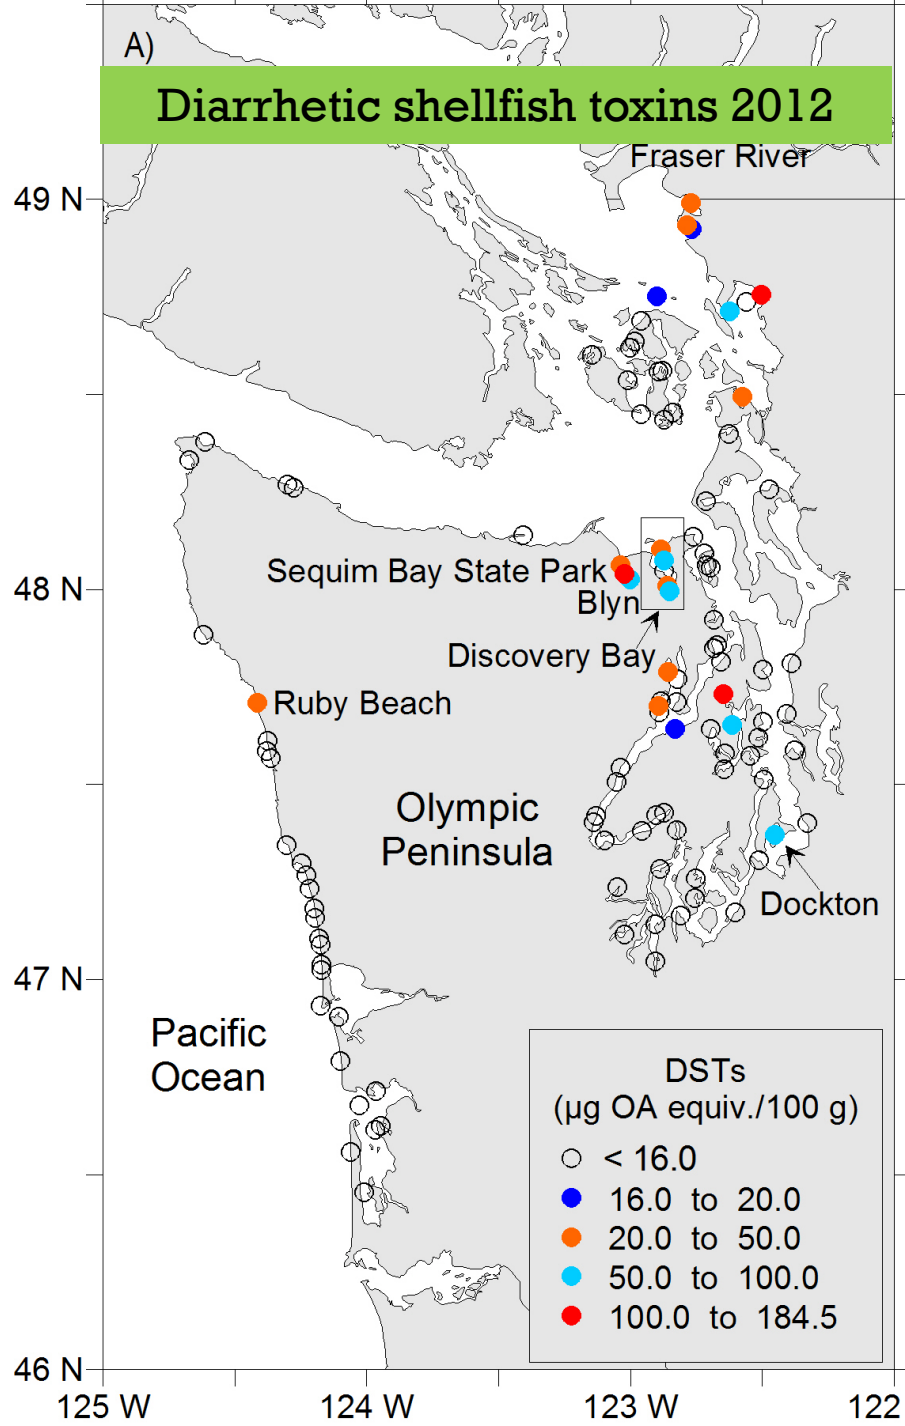 A)
Diarrhetic shellfish toxins 2012
Fraser River
49 N
Sequim Bay State Park
48 N
Blyn
Discovery Bay
Ruby Beach
Olympic
Peninsula
Dockton
47 N
Pacific
Ocean
DSTs
(µg OA equiv./100 g)
< 16.0
16.0 to 20.0
20.0 to 50.0
50.0 to 100.0
100.0 to 184.5
46 N
125 W
124 W
123 W
122